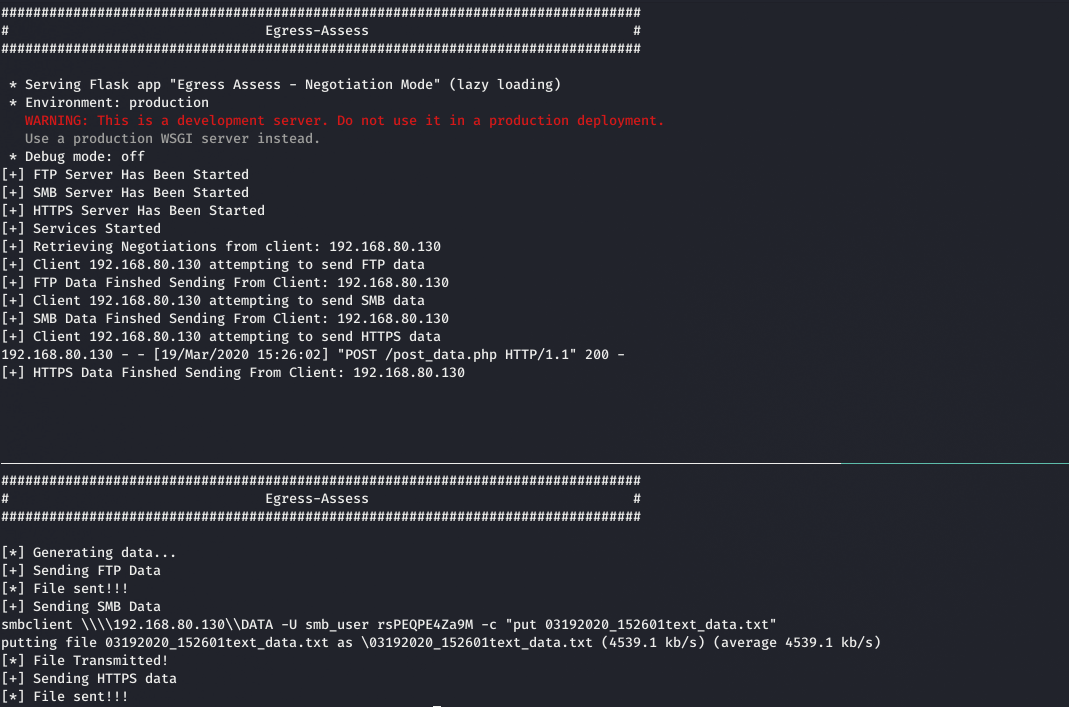 ################################################################################
#                                Egress-Assess                                 #
################################################################################
 * Serving Flask app "Egress Assess - Negotiation Mode" (lazy loading)
 * Environment: production
   WARNING: This is a development server. Do not use it in a production deployment.
   Use a production WSGI server instead.
 * Debug mode: off
[+] FTP Server Has Been Started
[+] SMB Server Has Been Started
[+] HTTPS Server Has Been Started
[+] Services Started
[+] Retrieving Negotiations from client: 192.168.80.130
[+] Client 192.168.80.130 attempting to send FTP data
[+] FTP Data Finshed Sending From Client: 192.168.80.130
[+] Client 192.168.80.130 attempting to send SMB data
[+] SMB Data Finshed Sending From Client: 192.168.80.130
[+] Client 192.168.80.130 attempting to send HTTPS data
192.168.80.130 - - [19/Mar/2020 15:26:02] "POST /post_data.php HTTP/1.1" 200 -
[+] HTTPS Data Finshed Sending From Client: 192.168.80.130
################################################################################
#                                Egress-Assess                                 #
################################################################################
[*] Generating data...
[+] Sending FTP Data
[*] File sent!!!
[+] Sending SMB Data
smbclient \\\\192.168.80.130\\DATA -U smb_user rsPEQPE4Za9M -c "put 03192020_152601text_data.txt"
putting file 03192020_152601text_data.txt as \03192020_152601text_data.txt (4539.1 kb/s) (average 4539.1 kb/s)
[*] File Transmitted!
[+] Sending HTTPS data
[*] File sent!!!